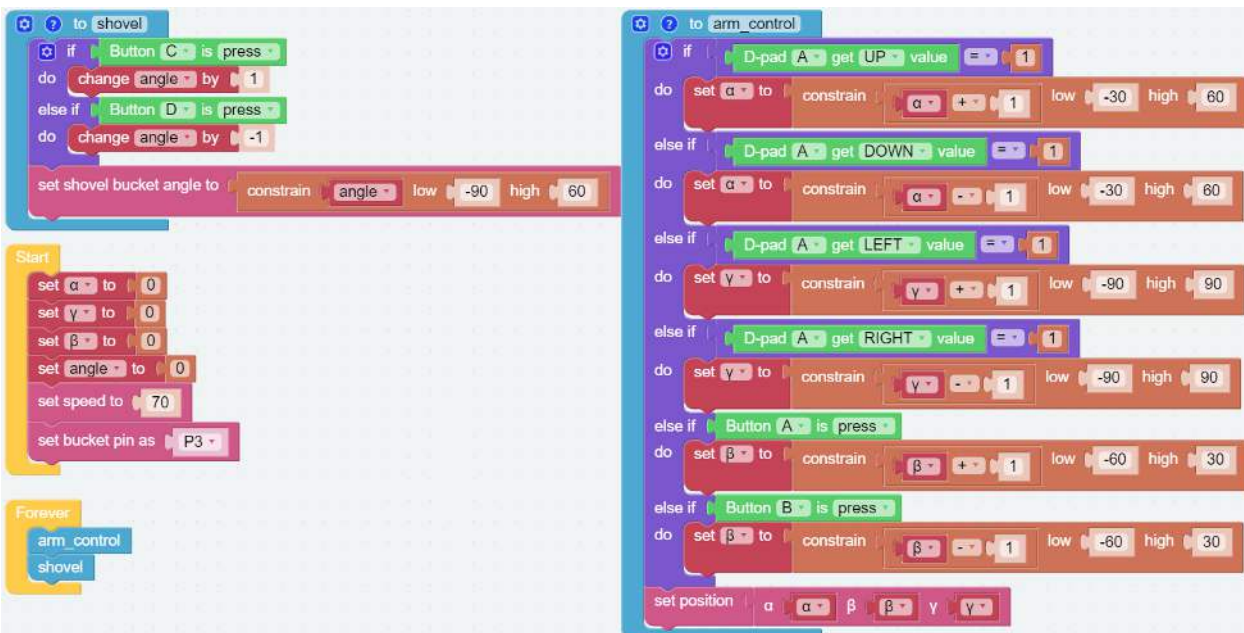 to shovel
if Button C is press
do change angle by 1
else if Button D is press
do change angle by -1
set shovel bucket angle to constrain angle low -90 high 60
Start
set α to 0
set γ to 0
set β to 0
set angle to 0
set speed to 70
set bucket pin as P3
Forever
arm_control
shovel
to arm_control
if D-pad A get UP value = 1
do set α to constrain α + 1 low -30 high 60
else if D-pad A get DOWN value = 1
do set α to constrain α - 1 low -30 high 60
else if D-pad A get LEFT value = 1
do set γ to constrain γ + 1 low -90 high 90
else if D-pad A get RIGHT value = 1
do set γ to constrain γ - 1 low -90 high 90
else if Button A is press
do set β to constrain β + 1 low -60 high 30
else if Button B is press
do set β to constrain β - 1 low -60 high 30
set position α α β β γ γ